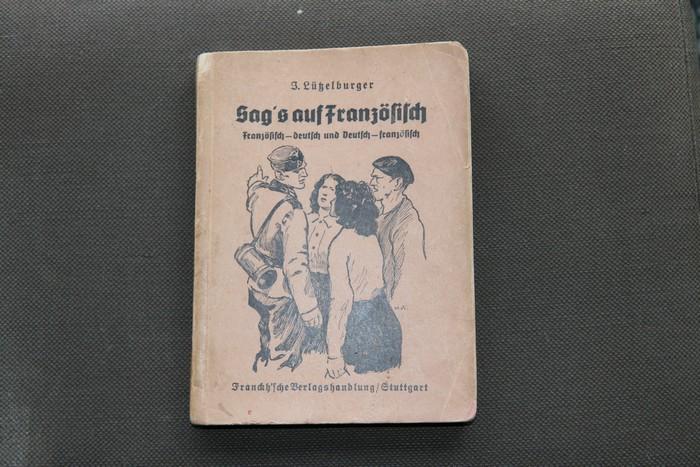 J. Lützelburger
Sag's auf Französisch
Französisch – deutsch und Deutsch – französisch
Franckh'sche Verlagshandlung / Stuttgart